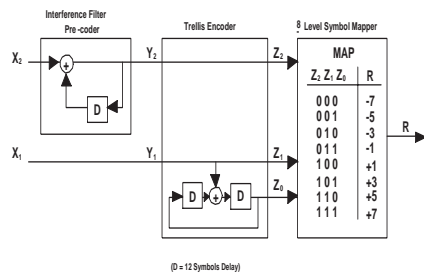 Interference Filter
Pre-coder
Trellis Encoder
8 Level Symbol Mapper
X2
Y2
Z2
+
D
MAP
Z2 Z1 Z0 R
0 0 0 -7
0 0 1 -5
0 1 0 -3
0 1 1 -1
1 0 0 +1
1 0 1 +3
1 1 0 +5
1 1 1 +7
R
X1
Y1
Z1
D
+
D
Z0
(D = 12 Symbols Delay)